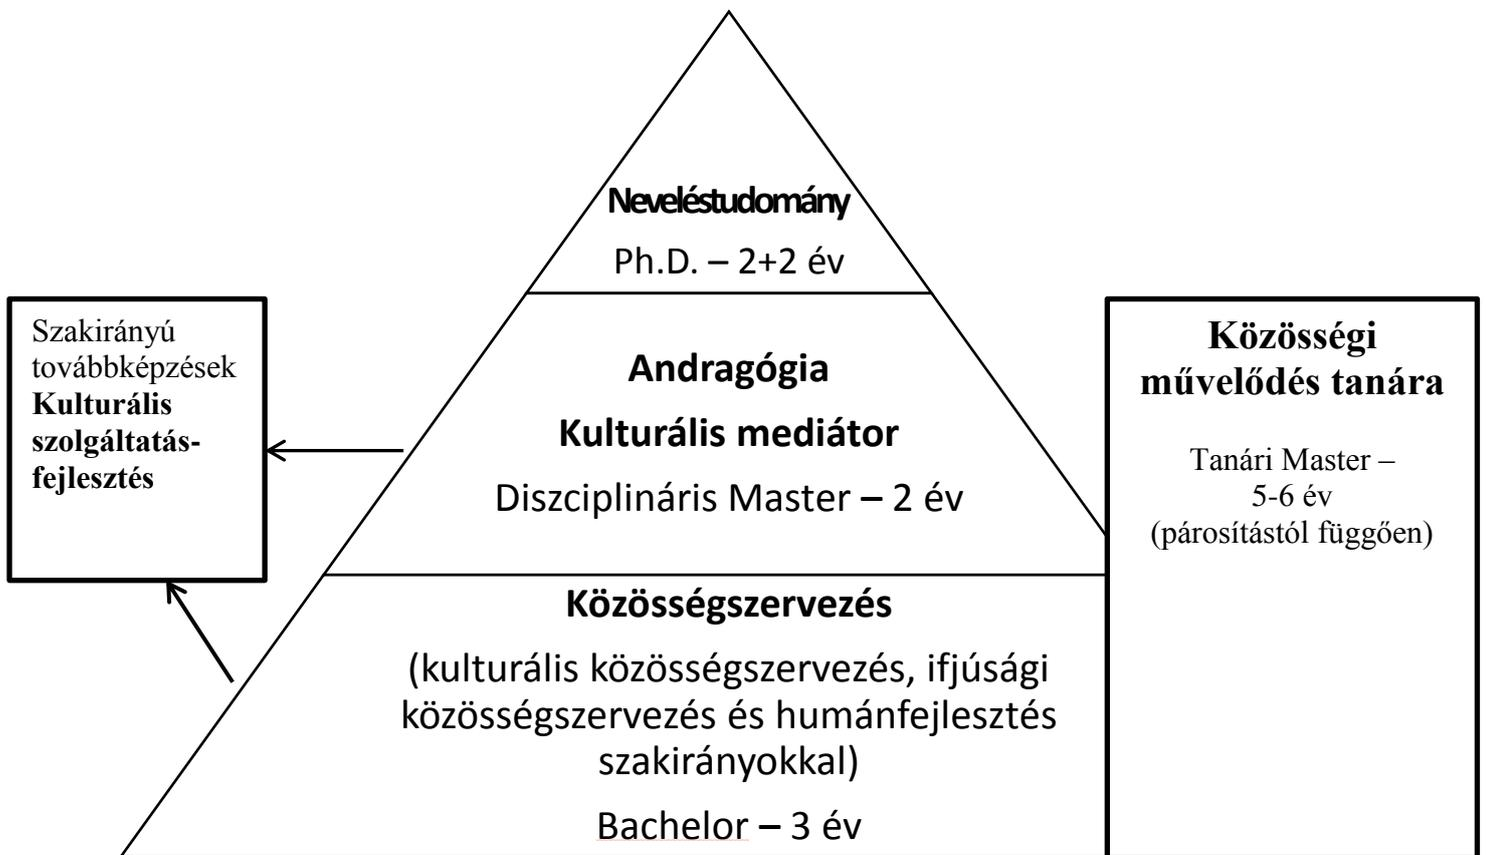 Neveléstudomány
Ph.D. – 2+2 év
Szakirányú
továbbképzések
Kulturális
szolgáltatás-
fejlesztés
Andragógia
Kulturális mediátor
Diszciplináris Master – 2 év
Közösségi
művelődés tanára
Tanári Master –
5-6 év
(párosítástól függően)
Közösségszervezés
(kulturális közösségszervezés, ifjúsági
közösségszervezés és humánfejlesztés
szakirányokkal)
Bachelor – 3 év